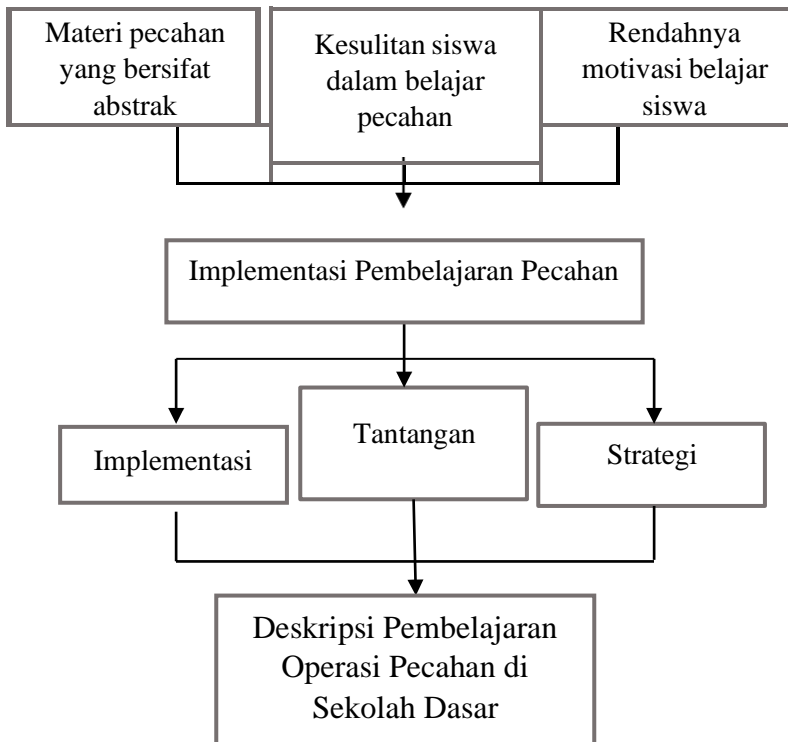 Materi pecahan
yang bersifat
abstrak
Kesulitan siswa
dalam belajar
pecahan
Rendahnya
motivasi belajar
siswa
Implementasi Pembelajaran Pecahan
Implementasi
Tantangan
Strategi
Deskripsi Pembelajaran
Operasi Pecahan di
Sekolah Dasar